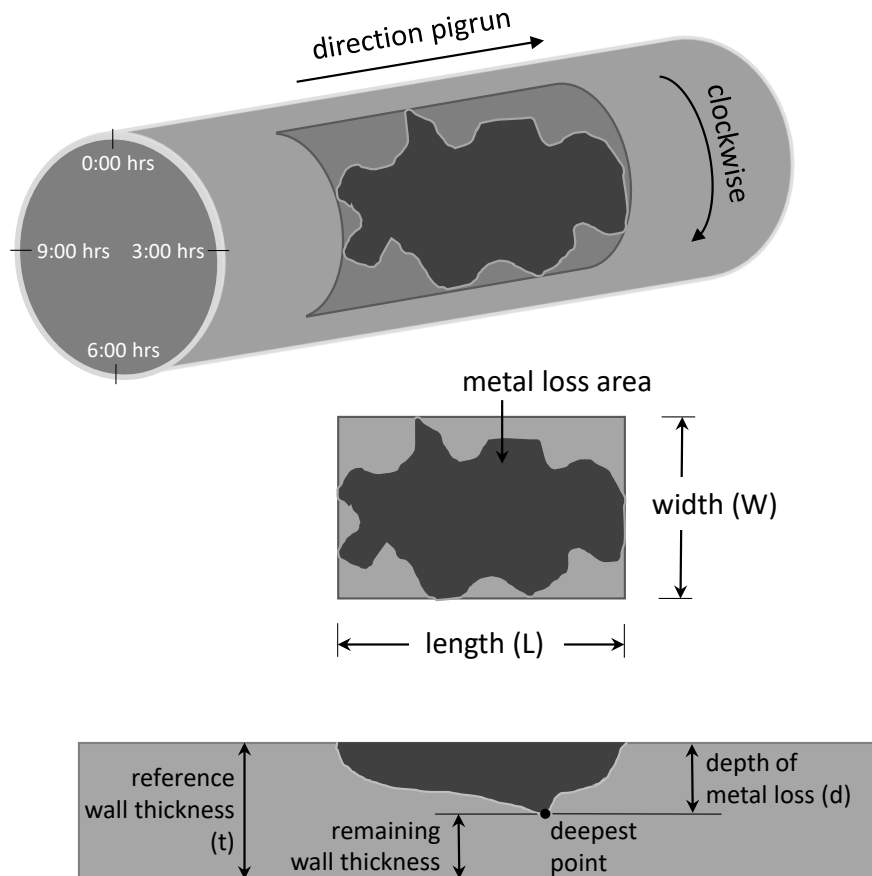 direction pigrun
clockwise
0:00 hrs
9:00 hrs
3:00 hrs
6:00 hrs
metal loss area
width (W)
length (L)
reference
wall thickness
(t)
depth of
metal loss (d)
remaining
wall thickness
deepest
point